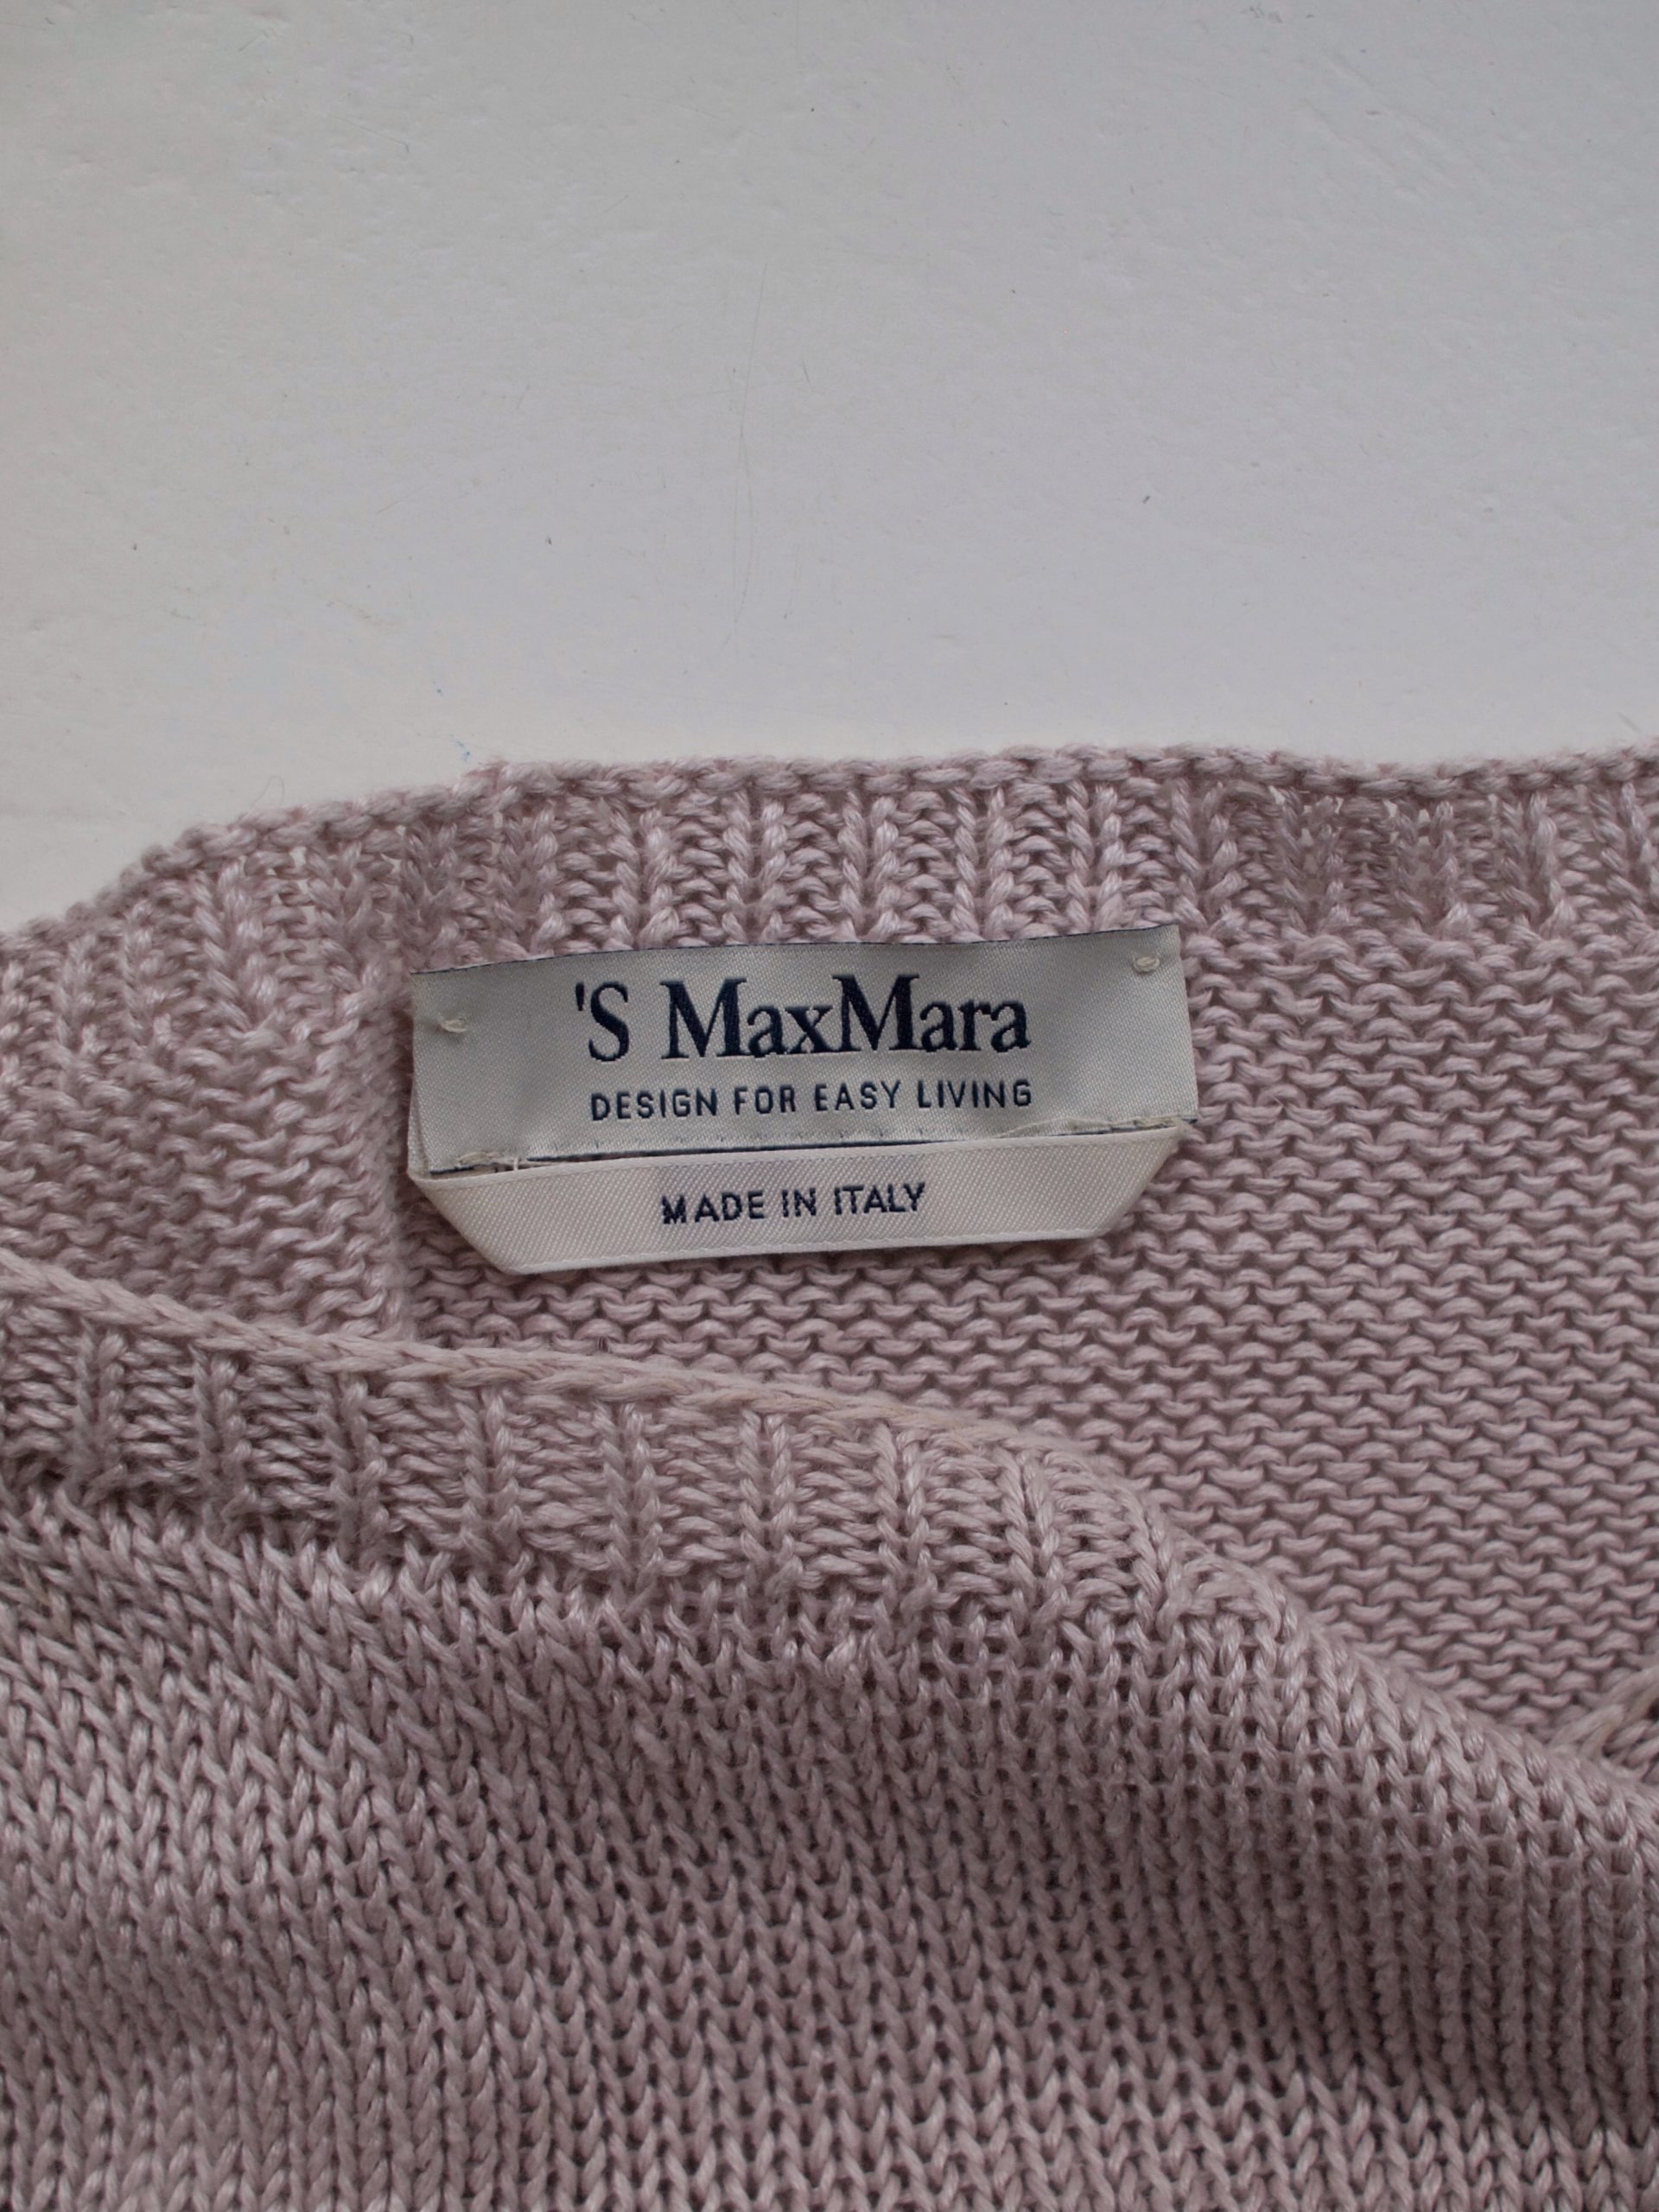 'S MaxMara
DESIGN FOR EASY LIVING
MADE IN ITALY